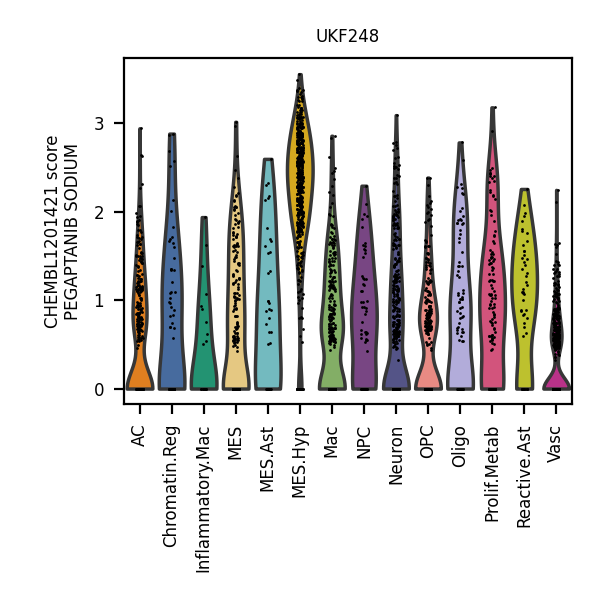 UKF248
CHEMBL1201421 score
PEGAPTANIB SODIUM
3
2
1
0
AC
Chromatin.Reg
Inflammatory.Mac
MES
MES.Ast
MES.Hyp
Mac
NPC
Neuron
OPC
Oligo
Prolif.Metab
Reactive.Ast
Vasc